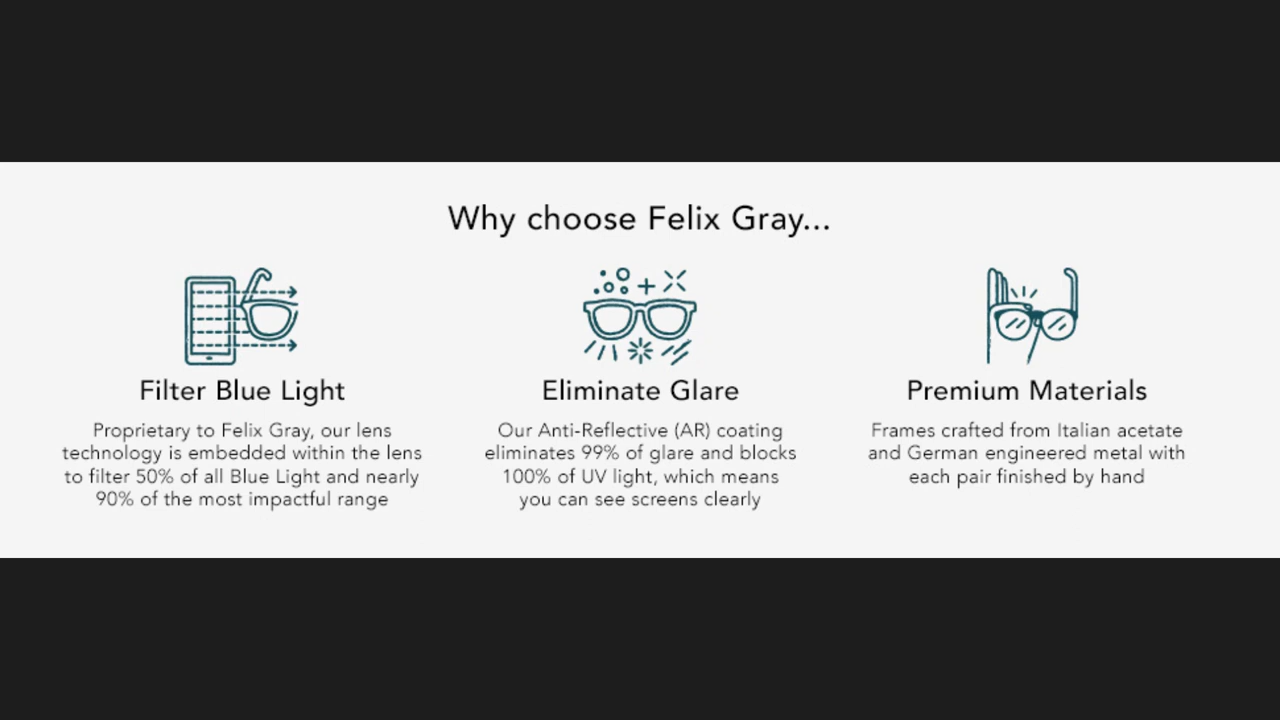 Why choose Felix Gray...
Filter Blue Light
Proprietary to Felix Gray, our lens
technology is embedded within the lens
to filter 50% of all Blue Light and nearly
90% of the most impactful range
Eliminate Glare
Our Anti-Reflective (AR) coating
eliminates 99% of glare and blocks
100% of UV light, which means
you can see screens clearly
Premium Materials
Frames crafted from Italian acetate
and German engineered metal with
each pair finished by hand